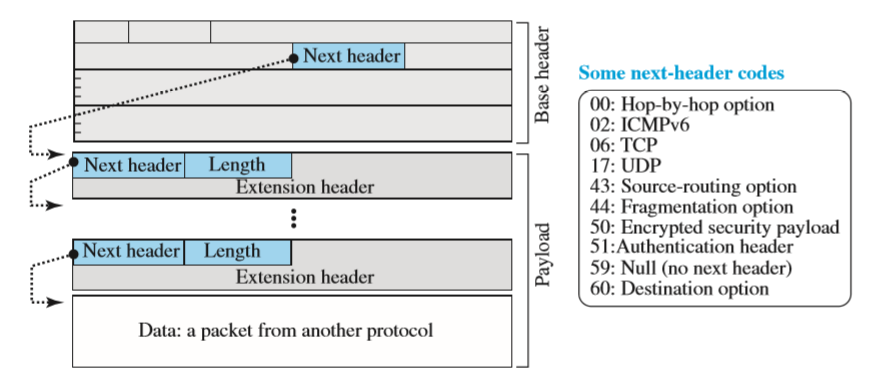 Next header
Base header
Next header Length
Extension header
Next header Length
Extension header
Data: a packet from another protocol
Payload
Some next-header codes
00: Hop-by-hop option
02: ICMPv6
06: TCP
17: UDP
43: Source-routing option
44: Fragmentation option
50: Encrypted security payload
51:Authentication header
59: Null (no next header)
60: Destination option